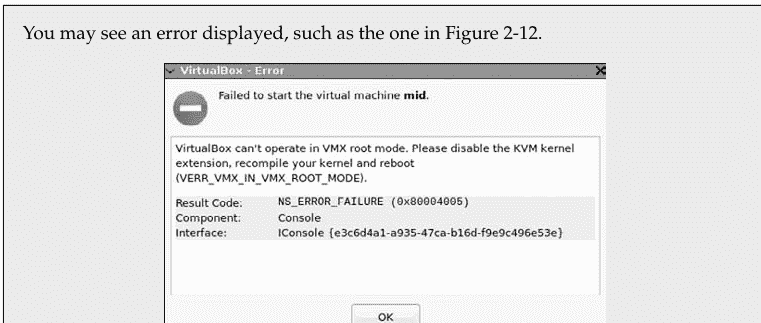 You may see an error displayed, such as the one in Figure 2-12.
VirtualBox - Error
Failed to start the virtual machine mid.
VirtualBox can't operate in VMX root mode. Please disable the KVM kernel
extension, recompile your kernel and reboot
(VERR_VMX_IN_VMX_ROOT_MODE).
Result Code: NS_ERROR_FAILURE (0x80004005)
Component: Console
Interface: IConsole {e3c6d4a1-a935-47ca-b16d-f9e9c496e53e}
OK